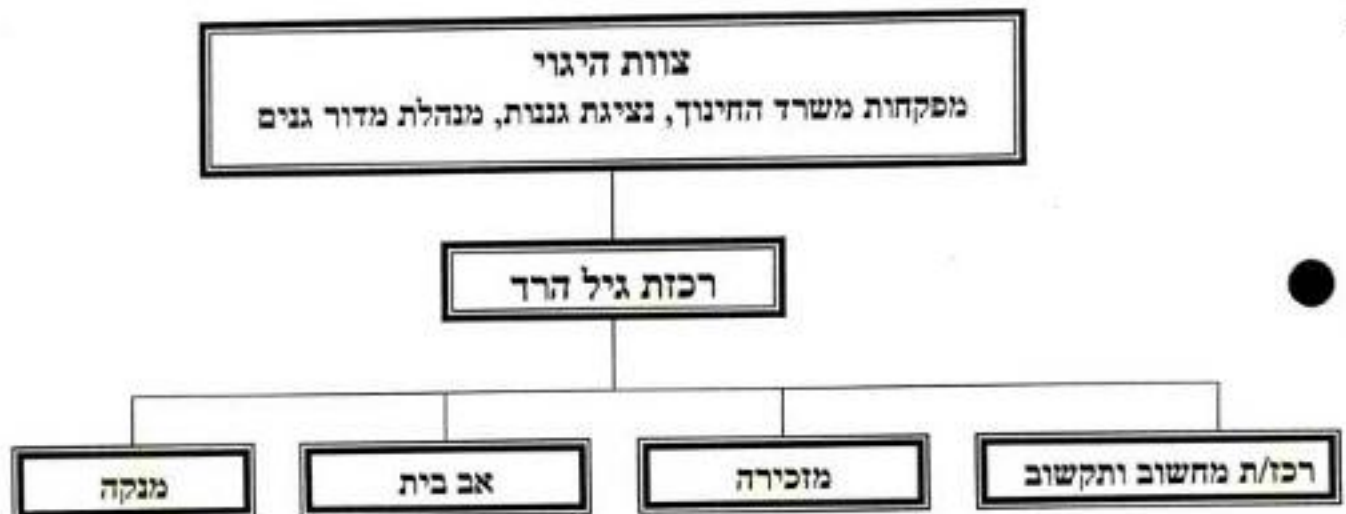 צוות היגוי
מפקחות משרד החינוך, נציגת גננות, מנהלת מדור גנים
רכזת גיל הרך
רכז/ת מחשוב ותקשוב
מזכירה
אב בית
מנקה